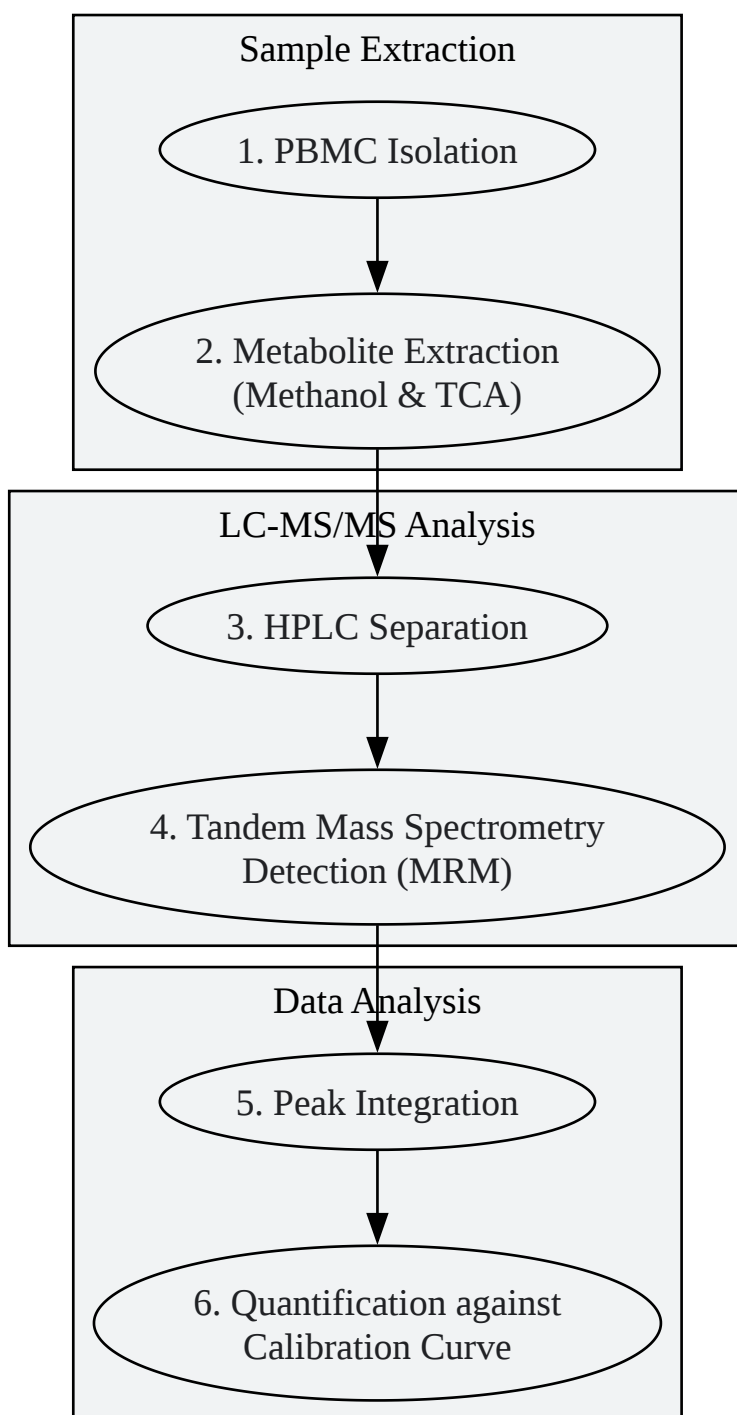 Sample Extraction
1. PBMC Isolation
2. Metabolite Extraction
(Methanol & TCA)
LC-MS/MS Analysis
3. HPLC Separation
4. Tandem Mass Spectrometry
Detection (MRM)
Data Analysis
5. Peak Integration
6. Quantification against
Calibration Curve